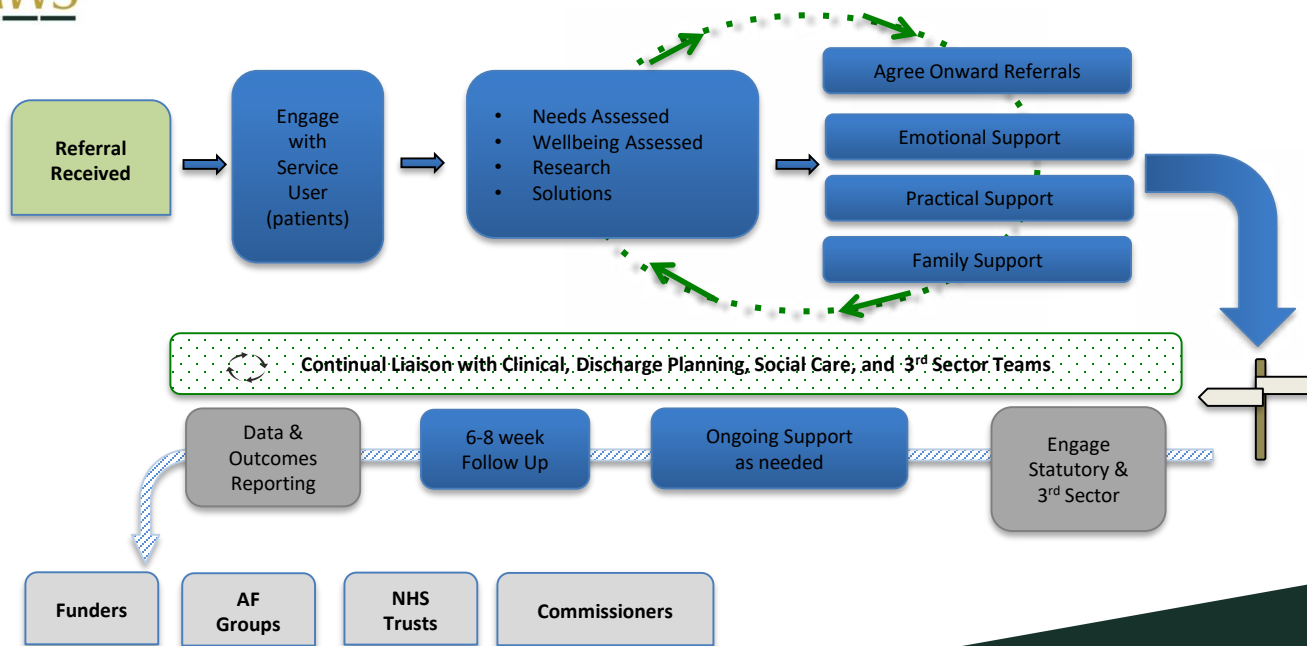 Referral
Received
Engage
with
Service
User
(patients)
• Needs Assessed
• Wellbeing Assessed
• Research
• Solutions
Agree Onward Referrals
Emotional Support
Practical Support
Family Support
Continual Liaison with Clinical, Discharge Planning, Social Care, and 3rd Sector Teams
Data &
Outcomes
Reporting
6-8 week
Follow Up
Ongoing Support
as needed
Engage
Statutory &
3rd Sector
Funders
AF
Groups
NHS
Trusts
Commissioners